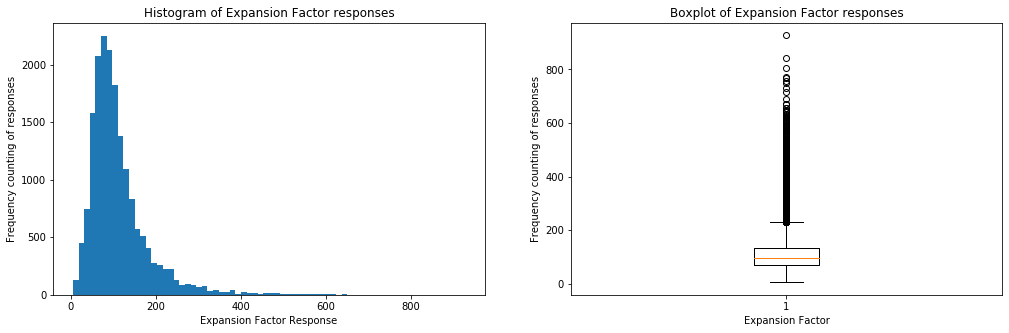 Histogram of Expansion Factor responses
Frequency counting of responses
2000
1500
1000
500
0
0 200 400 600 800
Expansion Factor Response
Boxplot of Expansion Factor responses
Frequency counting of responses
800
600
400
200
0
1
Expansion Factor